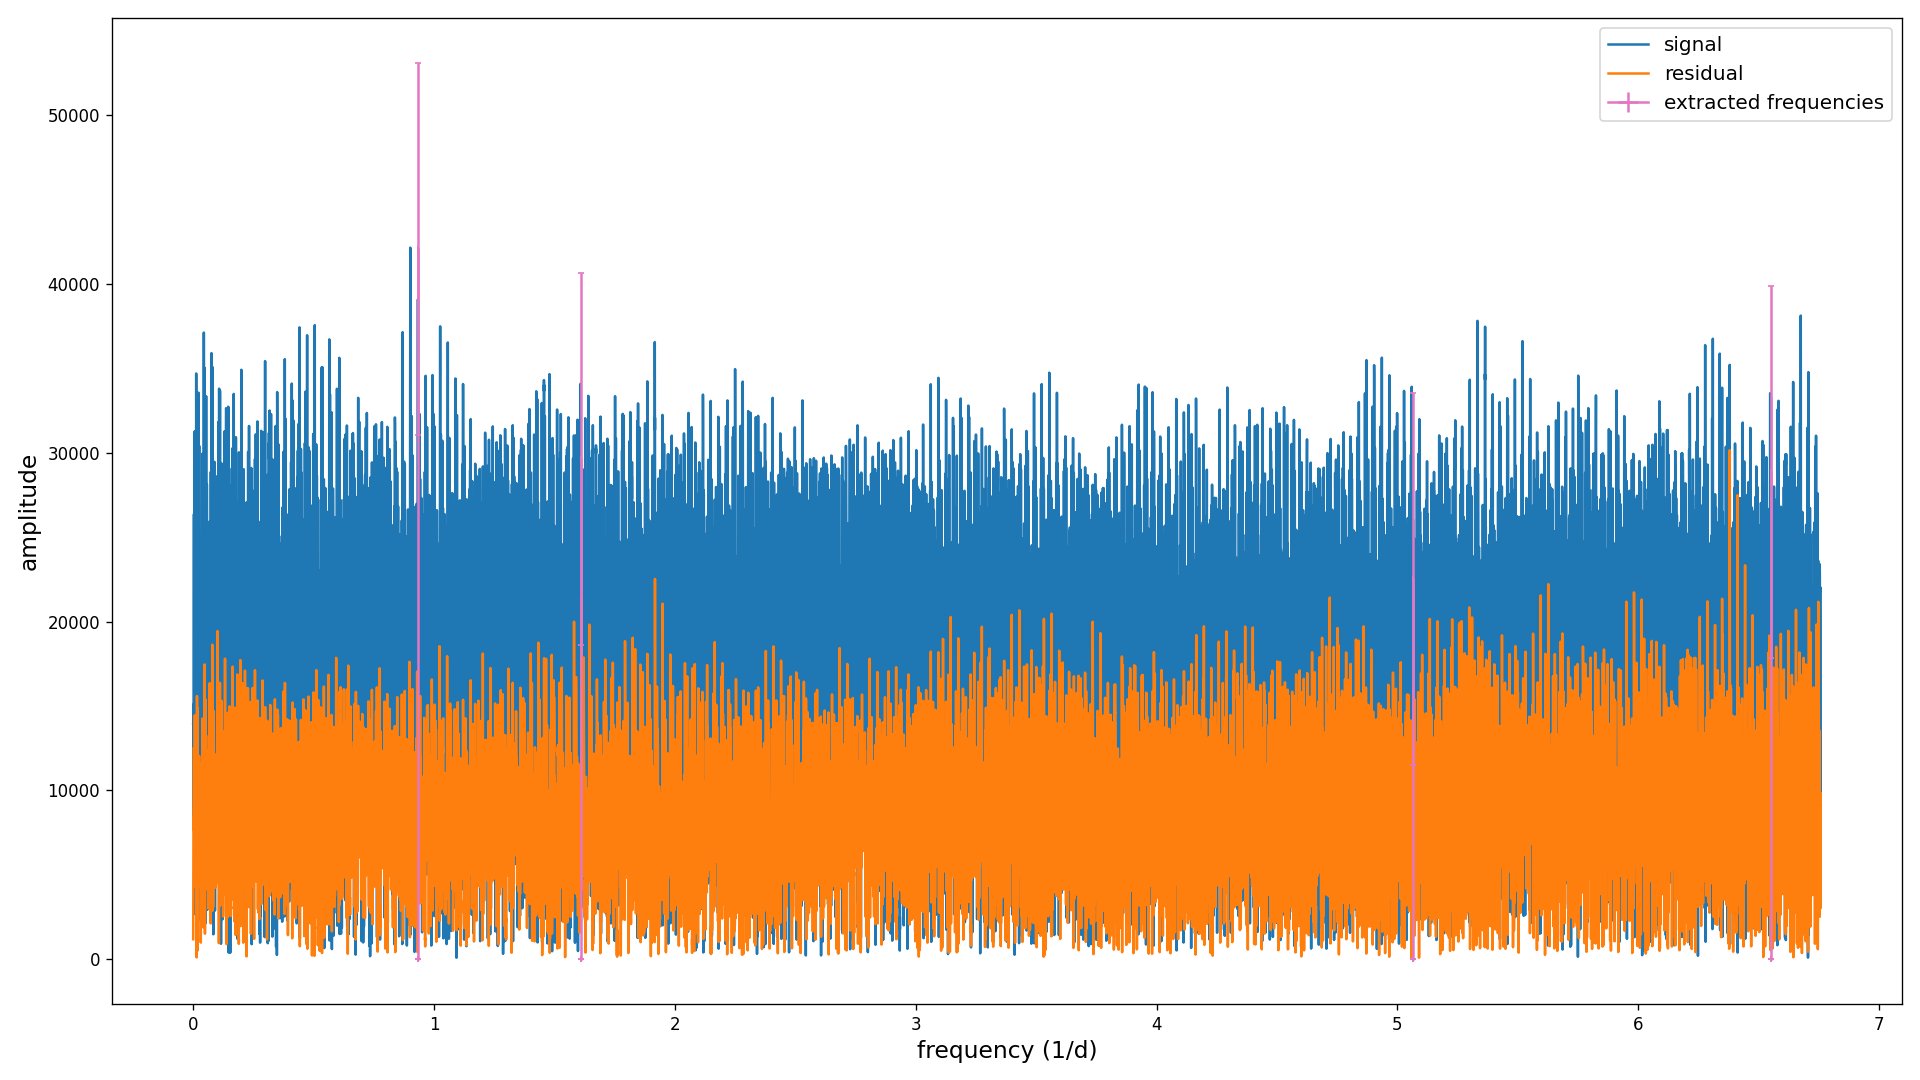 signal
residual
extracted frequencies
amplitude
50000
40000
30000
20000
10000
0
0 1 2 3 4 5 6 7
frequency (1/d)